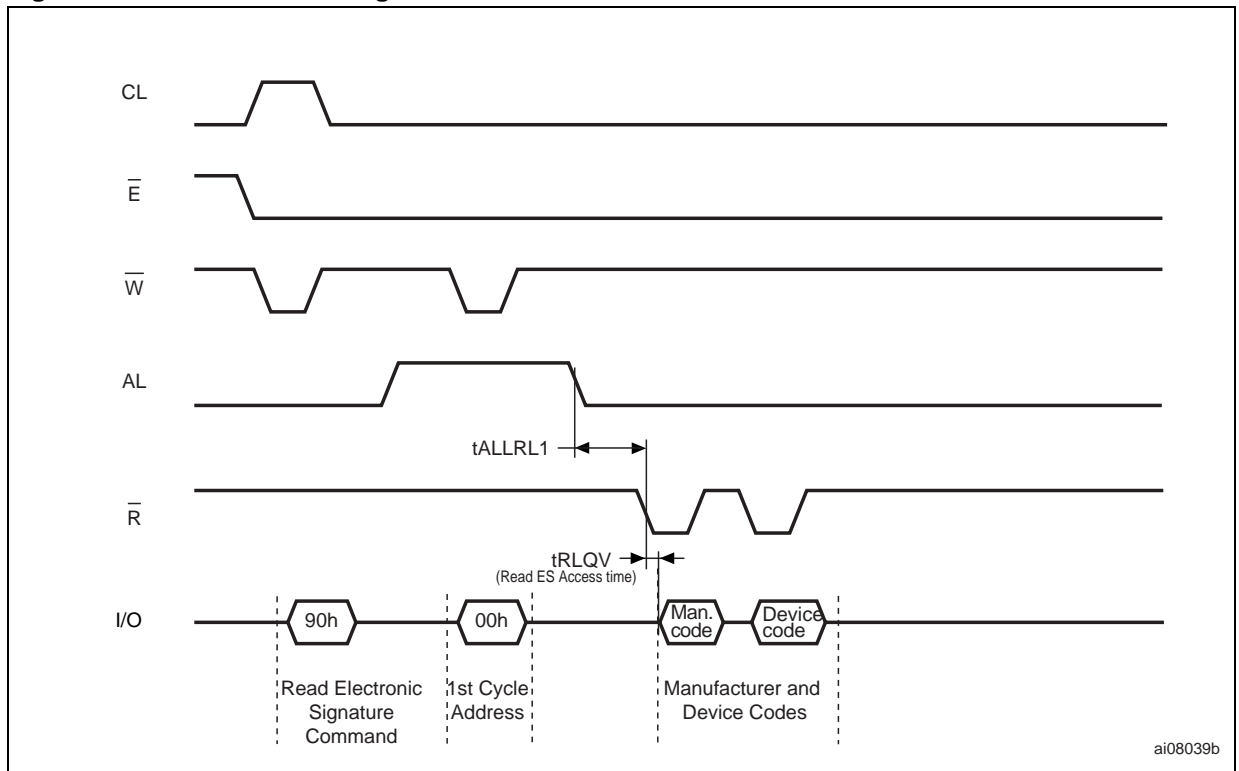 CL
E
W
AL
tALLRL1
R
tRLQV
(Read ES Access time)
I/O
90h
00h
Man.
code
Device
code
Read Electronic
Signature
Command
1st Cycle
Address
Manufacturer and
Device Codes
ai08039b